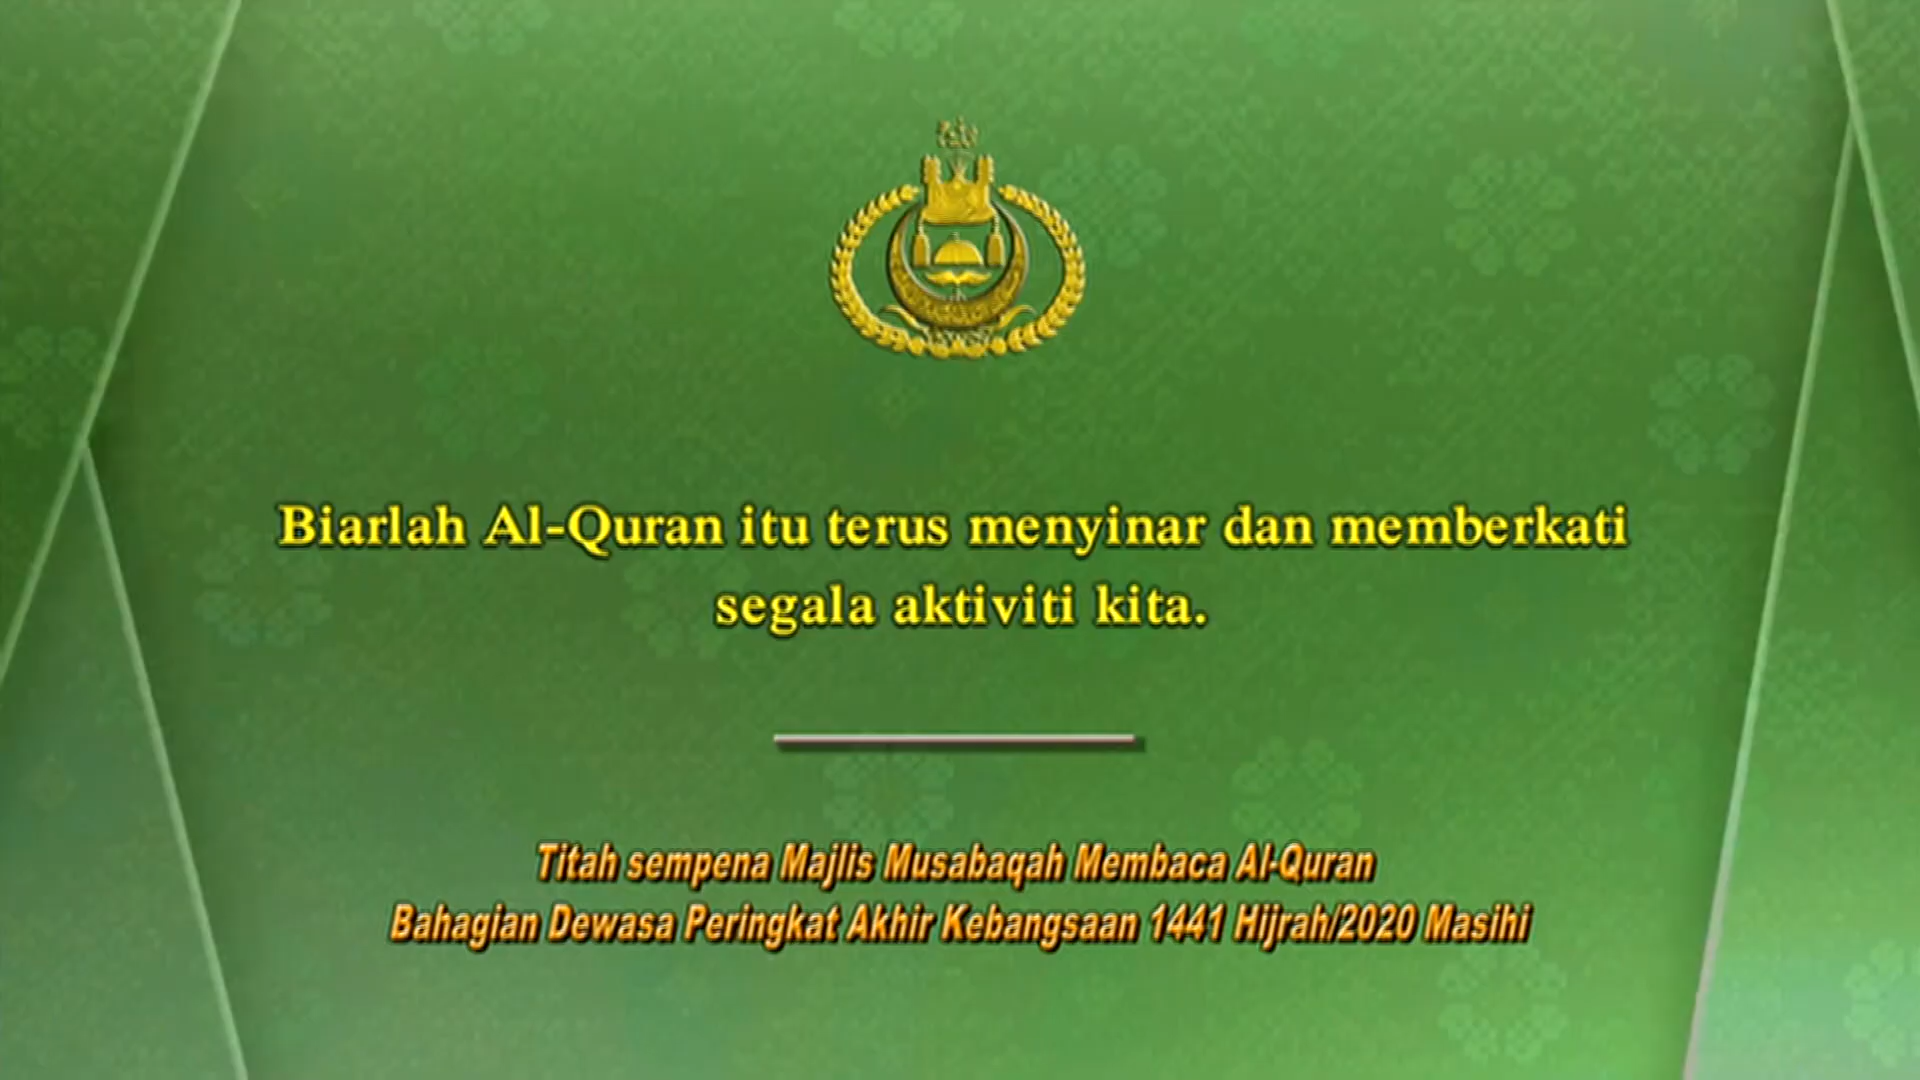 Biarlah Al-Quran itu terus menyinar dan memberkati
segala aktiviti kita.
Titah sempena Majlis Musabaqah Membaca Al-Quran
Bahagian Dewasa Peringkat Akhir Kebangsaan 1441 Hijrah/2020 Masihi